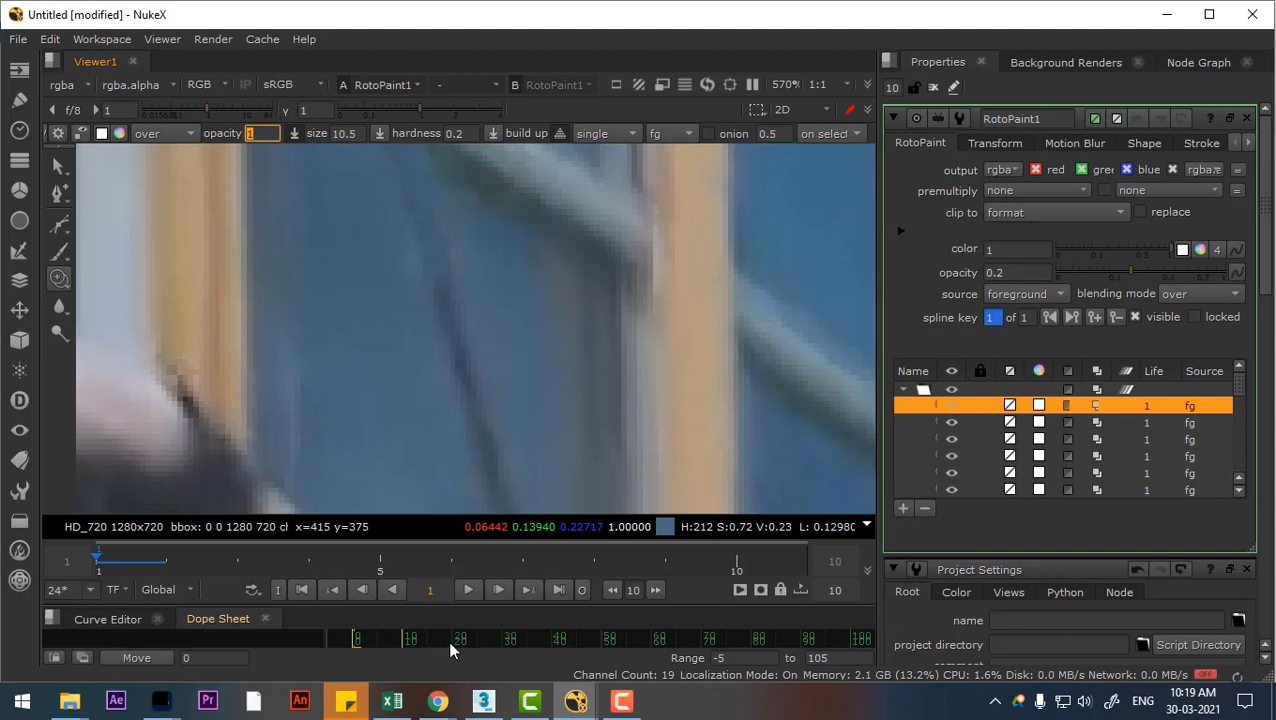 Untitled [modified] - NukeX
File Edit Workspace Viewer Render Cache Help
Viewer1
Properties Background Renders Node Graph
rgba rgba.alpha RGB IP sRGB A RotoPaint1 - B RotoPaint1 570% 1:1
10
f/8 1 y 1 2D
over opacity 1 size 10.5 hardness 0.2 build up single fg onion 0.5 on select
RotoPaint1
RotoPaint Transform Motion Blur Shape Stroke
output rgba red gree blue rgba.
premultiply none none
clip to format replace
color 1 4
opacity 0.2
source foreground blending mode over
spline key 1 of 1 visible locked
Name Life Source
1 fg
1 fg
1 fg
1 fg
1 fg
1 fg
HD_720 1280x720 bbox: 0 0 1280 720 cl x=415 y=375 0.06442 0.13940 0.22717 1.00000 H:212 S:0.72 V:0.23 L: 0.12980
1 1 1 5 10 10
24* TF Global I 1 O 10 10
Project Settings
Root Color Views Python Node
name
project directory Script Directory
Curve Editor Dope Sheet
0 10 20 30 40 50 60 70 80 90 100
Move 0 Range -5 to 105
Channel Count: 19 Localization Mode: On Memory: 2.1 GB (13.2%) CPU: 1.6% Disk: 0.0 MB/s Network: 0.0 MB/s OFF
Ae Pr An 3
10:19 AM
30-03-2021